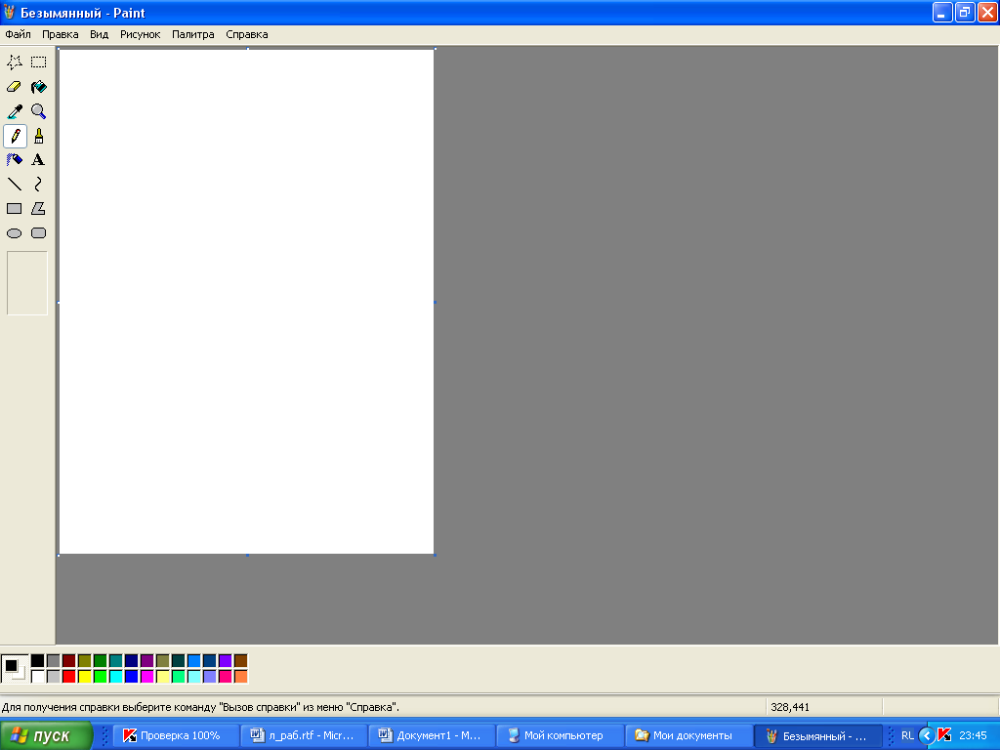 Безымянный - Paint
Файл Правка Вид Рисунок Палитра Справка
A
Для получения справки выберите команду "Вызов справки" из меню "Справка".
328,441
пуск
Проверка 100%
л_раб.rtf - Micr...
Документ1 - М...
Мой компьютер
Мои документы
Безымянный - ...
RL
23:45